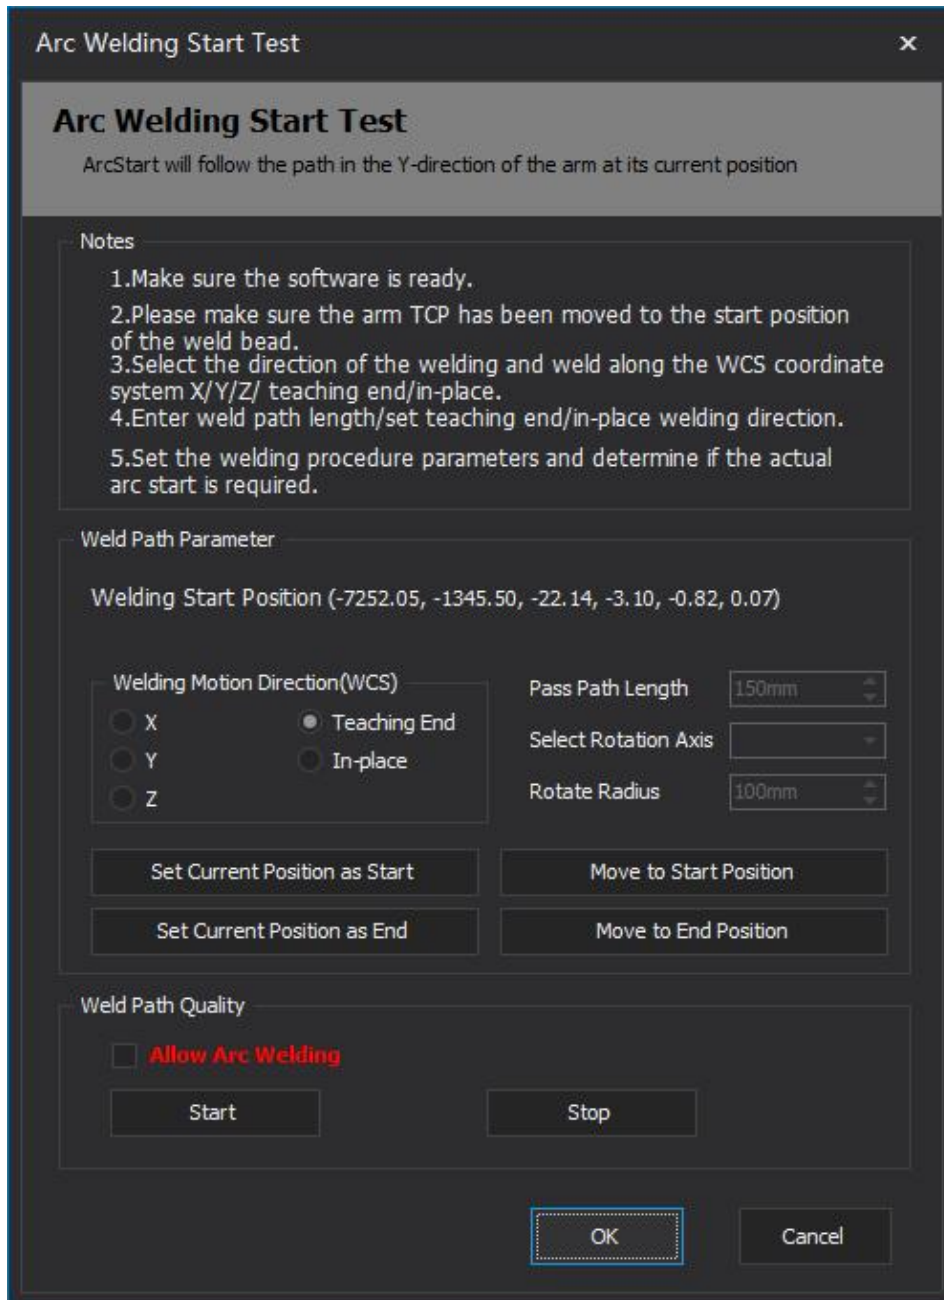 Arc Welding Start Test
Arc Welding Start Test
ArcStart will follow the path in the Y-direction of the arm at its current position
Notes
1.Make sure the software is ready.
2.Please make sure the arm TCP has been moved to the start position
of the weld bead.
3.Select the direction of the welding and weld along the WCS coordinate
system X/Y/Z/ teaching end/in-place.
4.Enter weld path length/set teaching end/in-place welding direction.
5.Set the welding procedure parameters and determine if the actual
arc start is required.
Weld Path Parameter
Welding Start Position (-7252.05, -1345.50, -22.14, -3.10, -0.82, 0.07)
Welding Motion Direction(WCS)
X
Teaching End
Y
In-place
Z
Pass Path Length
150mm
Select Rotation Axis
Rotate Radius
100mm
Set Current Position as Start
Move to Start Position
Set Current Position as End
Move to End Position
Weld Path Quality
Allow Arc Welding
Start
Stop
OK
Cancel